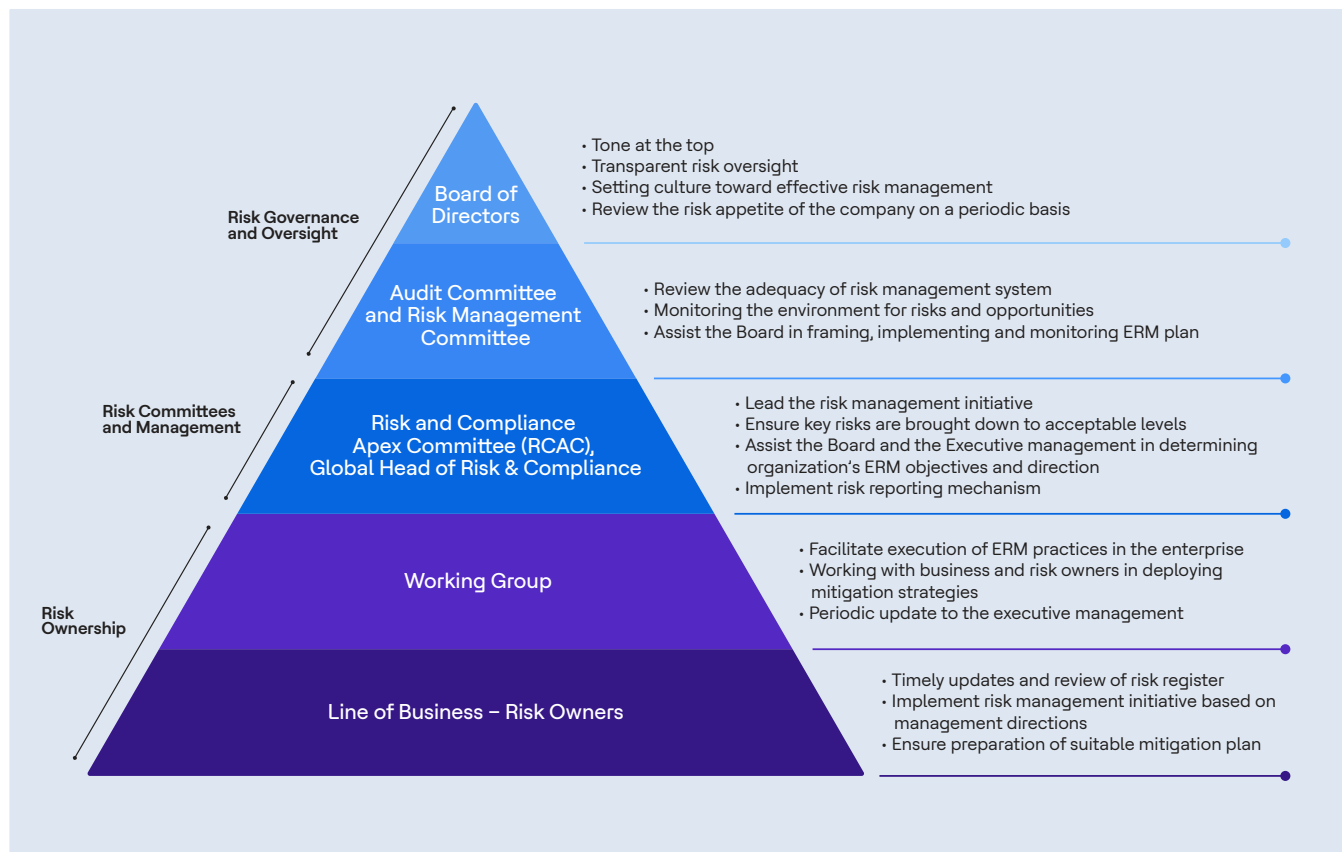 Risk Governance
and Oversight
Board of
Directors
• Tone at the top
• Transparent risk oversight
• Setting culture toward effective risk management
• Review the risk appetite of the company on a periodic basis
Audit Committee
and Risk Management
Committee
• Review the adequacy of risk management system
• Monitoring the environment for risks and opportunities
• Assist the Board in framing, implementing and monitoring ERM plan
Risk Committees
and Management
Risk and Compliance
Apex Committee (RCAC),
Global Head of Risk & Compliance
• Lead the risk management initiative
• Ensure key risks are brought down to acceptable levels
• Assist the Board and the Executive management in determining
organization's ERM objectives and direction
• Implement risk reporting mechanism
Risk
Ownership
Working Group
• Facilitate execution of ERM practices in the enterprise
• Working with business and risk owners in deploying
mitigation strategies
• Periodic update to the executive management
Line of Business – Risk Owners
• Timely updates and review of risk register
• Implement risk management initiative based on
management directions
• Ensure preparation of suitable mitigation plan